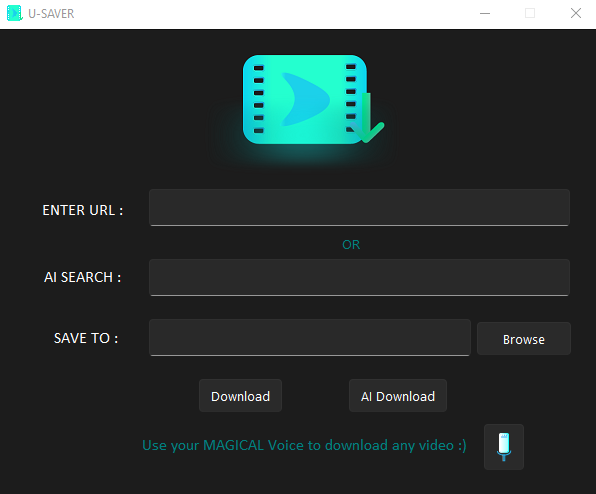 U-SAVER
ENTER URL :
OR
AI SEARCH :
SAVE TO :
Browse
Download
AI Download
Use your MAGICAL Voice to download any video :)